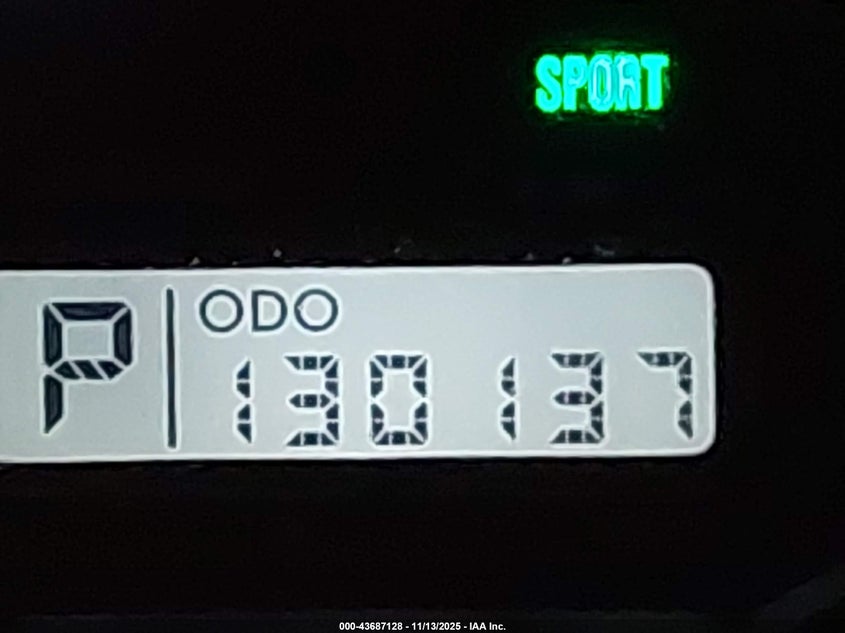 SPORT
P
ODO
130137
000-43687128 - 11/13/2025 - IAA Inc.